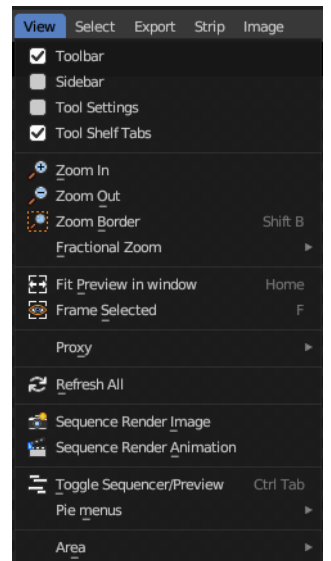 View Select Export Strip Image
Toolbar
Sidebar
Tool Settings
Tool Shelf Tabs
Zoom In
Zoom Out
Zoom Border Shift B
Fractional Zoom
Fit Preview in window Home
Frame Selected F
Proxy
Refresh All
Sequence Render Image
Sequence Render Animation
Toggle Sequencer/Preview Ctrl Tab
Pie menus
Area